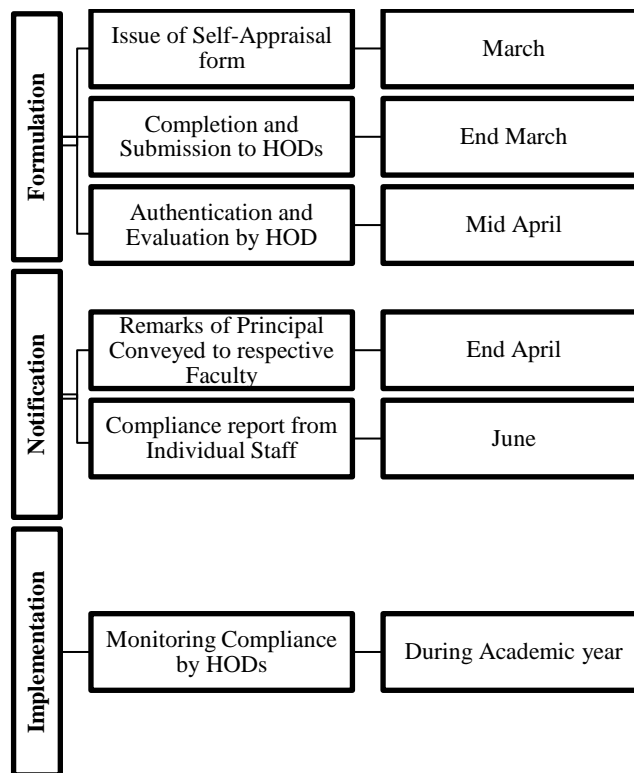 Formulation
Issue of Self-Appraisal
form
March
Completion and
Submission to HODs
End March
Authentication and
Evaluation by HOD
Mid April
Notification
Remarks of Principal
Conveyed to respective
Faculty
End April
Compliance report from
Individual Staff
June
Implementation
Monitoring Compliance
by HODs
During Academic year